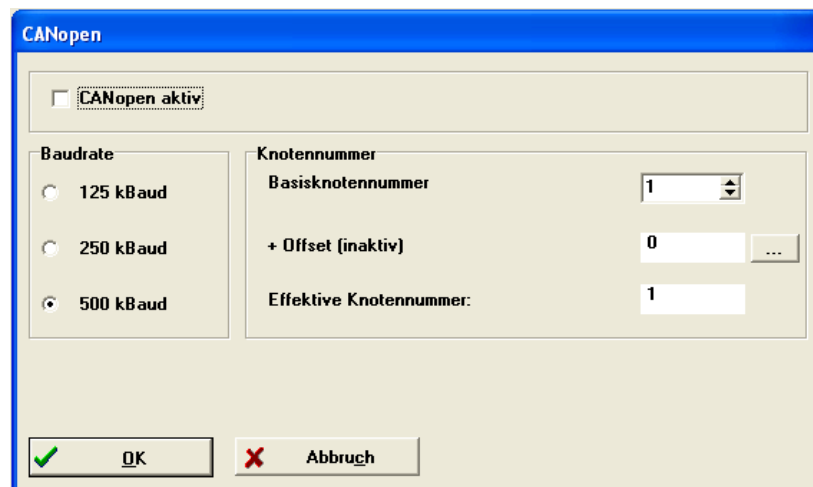 CANopen
CANopen aktiv
Baudrate
125 kBaud
250 kBaud
500 kBaud
Knotennummer
Basisknotennummer
1
+ Offset (inaktiv)
0
...
Effektive Knotennummer:
1
OK
Abbruch